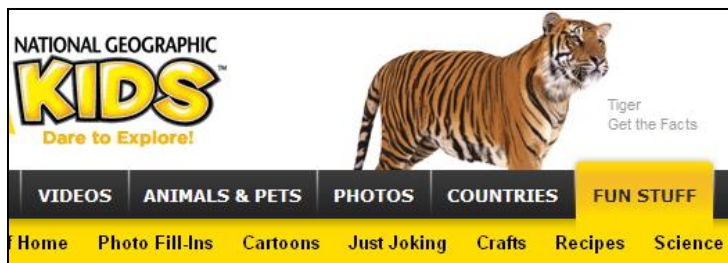 NATIONAL GEOGRAPHIC
KIDS™
Dare to Explore!
Tiger
Get the Facts
VIDEOS ANIMALS & PETS PHOTOS COUNTRIES FUN STUFF
Home Photo Fill-Ins Cartoons Just Joking Crafts Recipes Science